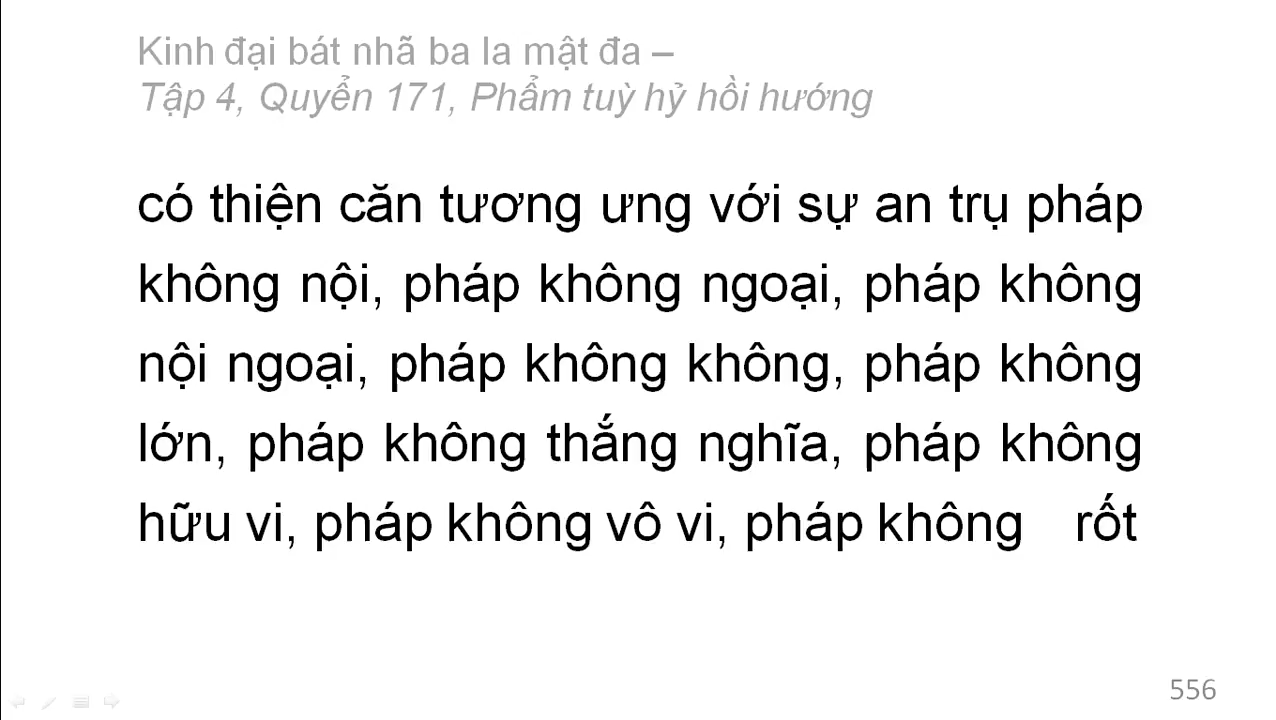 Kinh đại bát nhã ba la mật đa –
Tập 4, Quyển 171, Phẩm tuỳ hỷ hồi hướng
có thiện căn tương ưng với sự an trụ pháp
không nội, pháp không ngoại, pháp không
nội ngoại, pháp không không, pháp không
lớn, pháp không thắng nghĩa, pháp không
hữu vi, pháp không vô vi, pháp không rốt
556